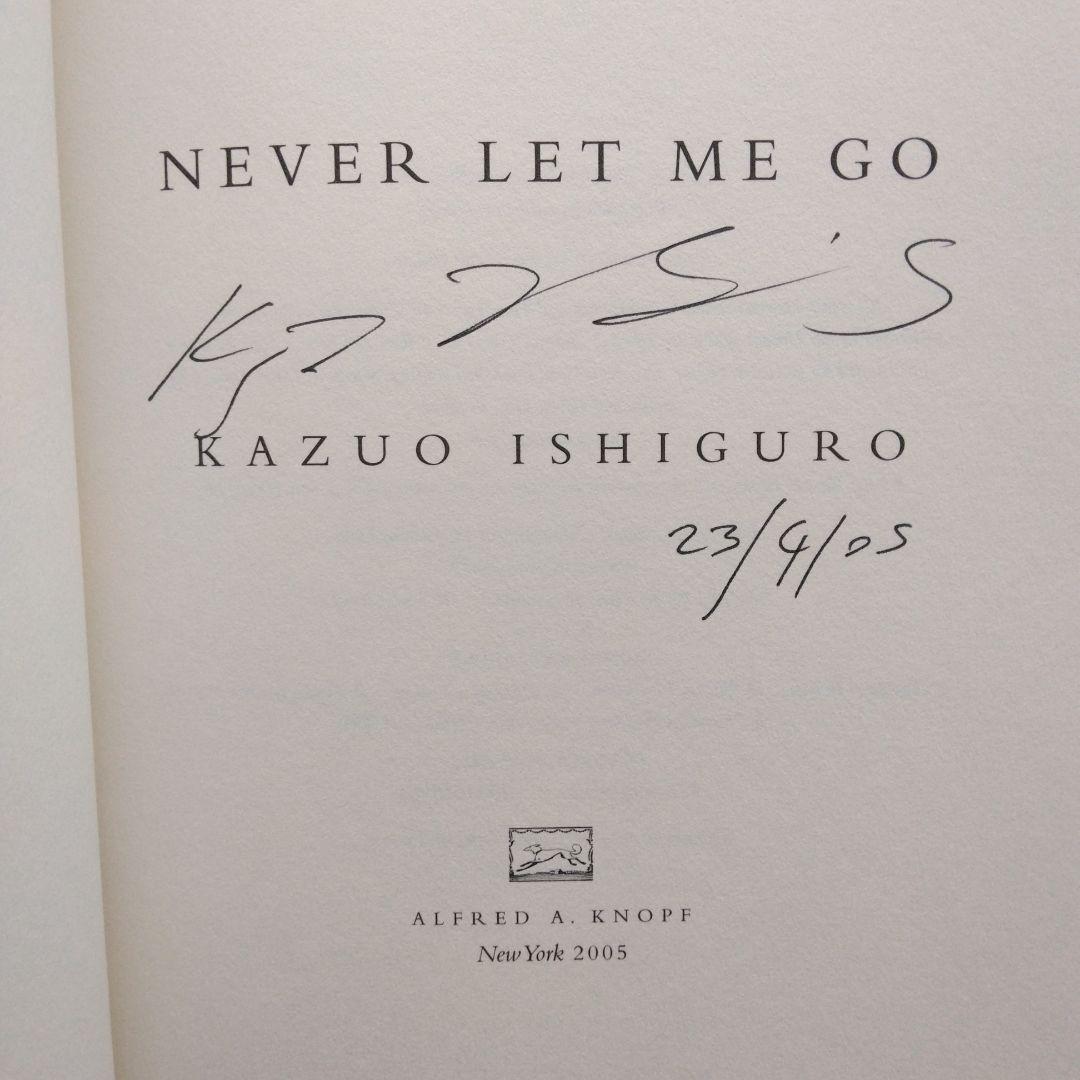 NEVER LET ME GO
KAZUO ISHIGURO
23/4/05
ALFRED A. KNOPF
New York 2005